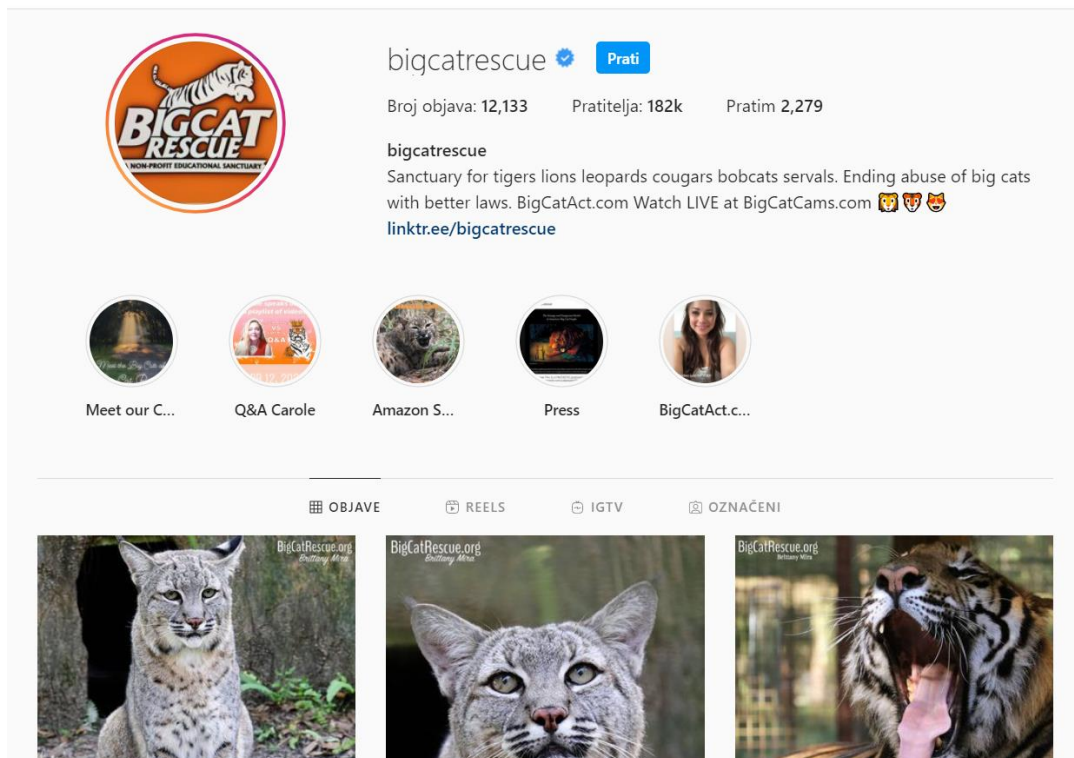 BIGCAT
RESCUE
A NON-PROFIT EDUCATIONAL SANCTUARY
bigcatrescue Prati
Broj objava: 12,133 Pratitelja: 182k Pratim 2,279
bigcatrescue
Sanctuary for tigers lions leopards cougars bobcats servals. Ending abuse of big cats
with better laws. BigCatAct.com Watch LIVE at BigCatCams.com 🦁🐯😻
linktr.ee/bigcatrescue
Q&A
Meet our C... Q&A Carole Amazon S... Press BigCatAct.c...
OBJAVE REELS IGTV OZNAČENI
BigCatRescue.org
Brittany Mira
BigCatRescue.org
Brittany Mira
BigCatRescue.org
Brittany Mira